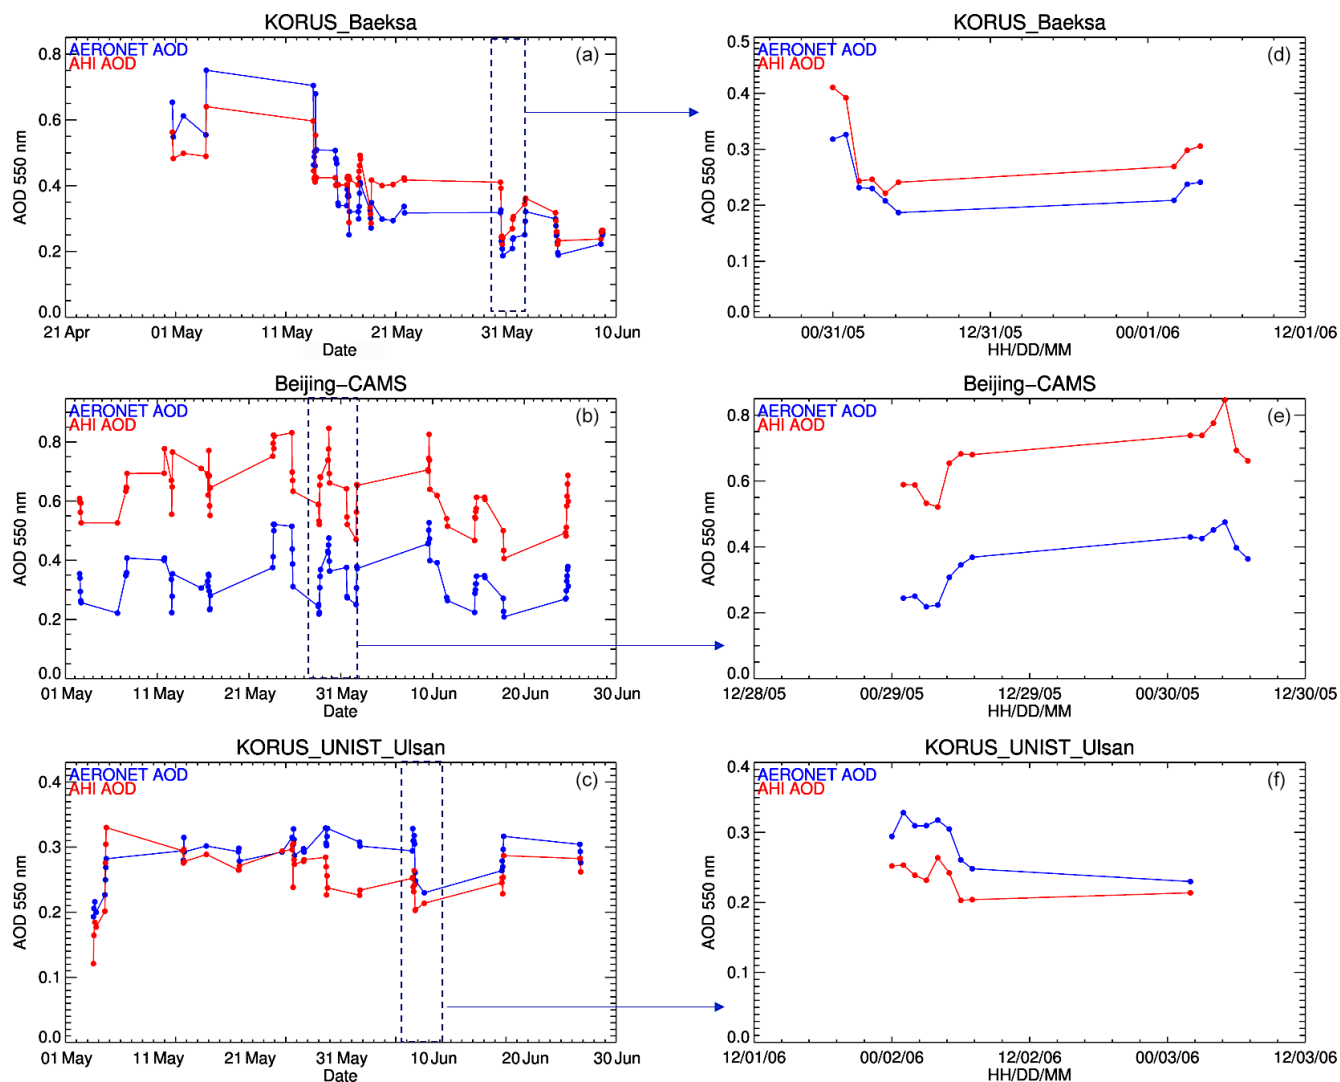 KORUS_Baeksa
AERONET AOD
AHI AOD
(a)
AOD 550 nm
0.8
0.6
0.4
0.2
0.0
21 Apr
01 May
11 May
21 May
31 May
10 Jun
Date
KORUS_Baeksa
AERONET AOD
AHI AOD
(d)
AOD 550 nm
0.5
0.4
0.3
0.2
0.1
0.0
00/31/05
12/31/05
00/01/06
12/01/06
HH/DD/MM
Beijing-CAMS
AERONET AOD
AHI AOD
(b)
AOD 550 nm
0.8
0.6
0.4
0.2
0.0
01 May
11 May
21 May
31 May
10 Jun
20 Jun
30 Jun
Date
Beijing-CAMS
AERONET AOD
AHI AOD
(e)
AOD 550 nm
0.8
0.6
0.4
0.2
0.0
12/28/05
00/29/05
12/29/05
00/30/05
12/30/05
HH/DD/MM
KORUS_UNIST_Ulsan
AERONET AOD
AHI AOD
(c)
AOD 550 nm
0.4
0.3
0.2
0.1
0.0
01 May
11 May
21 May
31 May
10 Jun
20 Jun
30 Jun
Date
KORUS_UNIST_Ulsan
AERONET AOD
AHI AOD
(f)
AOD 550 nm
0.4
0.3
0.2
0.1
0.0
12/01/06
00/02/06
12/02/06
00/03/06
12/03/06
HH/DD/MM